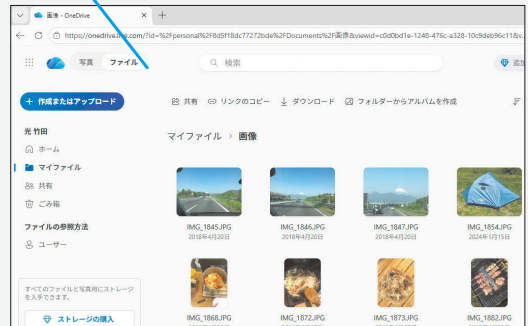 画像 - OneDrive
https://onedrive.live.com/?id=%2Fpersonal%2F8d5f18dc77272bde%2FDocuments%2F画像&viewid=c0d0bd1e-1248-476c-a328-10c9deb96c11&v...
写真 ファイル 検索 追加
+ 作成またはアップロード 共有 リンクのコピー ダウンロード フォルダーからアルバムを作成
光 竹田
マイファイル > 画像
ホーム
マイファイル
共有
ごみ箱
ファイルの参照方法
ユーザー
IMG_1845.JPG IMG_1846.JPG IMG_1847.JPG IMG_1854.JPG
2018年4月20日 2018年4月20日 2018年4月20日 2024年1月15日
すべてのファイルと写真用にストレージ
を入手できます。
ストレージの購入
IMG_1868.JPG IMG_1872.JPG IMG_1873.JPG IMG_1882.JPG